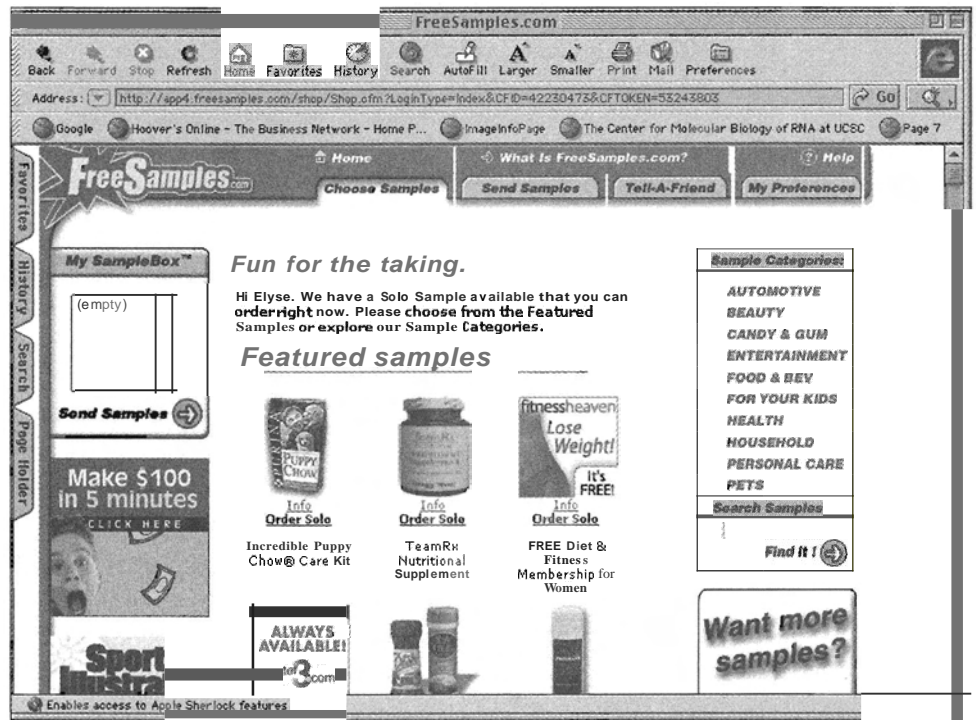 FreeSamples.com
Back Forward Stop Refresh Home Favorites History Search AutoFill Larger Smaller Print Mail Preferences
Address: http://app4.freesamples.com/shop/Shop.cfm?LoginType=Index&CFID=42230473&CFTOKEN=53243803 Go
Google Hoover's Online - The Business Network - Home P... ImageInfoPage The Center for Molecular Biology of RNA at UCSC Page 7
Favorites
History
Search
Page Holder
FreeSamples.com
Home What Is FreeSamples.com? Help
Choose Samples Send Samples Tell-A-Friend My Preferences
My SampleBox™
(empty)
Send Samples
Make $100
in 5 minutes
CLICK HERE
Sport
Illustra
Fun for the taking.
Hi Elyse. We have a Solo Sample available that you can
order right now. Please choose from the Featured
Samples or explore our Sample Categories.
Featured samples
PURINA
PUPPY
CHOW
Info
Order Solo
Incredible Puppy
Chow® Care Kit
Info
Order Solo
TeamRx
Nutritional
Supplement
fitnessheaven
Lose
Weight!
It's
FREE!
Info
Order Solo
FREE Diet &
Fitness
Membership for
Women
ALWAYS
AVAILABLE!
3.com
Sample Categories:
AUTOMOTIVE
BEAUTY
CANDY & GUM
ENTERTAINMENT
FOOD & BEV
FOR YOUR KIDS
HEALTH
HOUSEHOLD
PERSONAL CARE
PETS
Search Samples
Find It!
Want more
samples?
Enables access to Apple Sherlock features